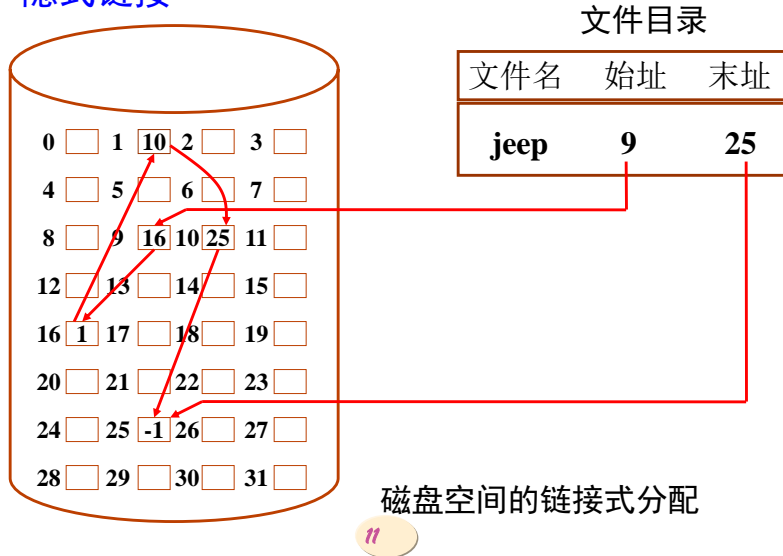 隐式链接
文件目录
文件名 始址 末址
jeep 9 25
0 1 10 2 3
4 5 6 7
8 9 16 10 25 11
12 13 14 15
16 1 17 18 19
20 21 22 23
24 25 -1 26 27
28 29 30 31
磁盘空间的链接式分配
11